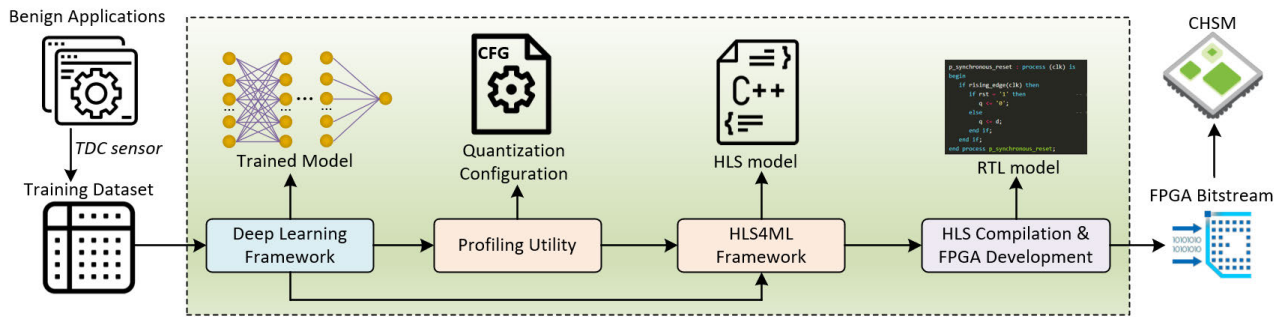 Benign Applications
TDC sensor
Training Dataset
Trained Model
CFG
Quantization
Configuration
C++
HLS model
p_synchronous_reset : process (clk) is
begin
if rising_edge(clk) then
if rst = '1' then
q <= '0';
else
q <= d;
end if;
end if;
end process p_synchronous_reset;
RTL model
Deep Learning
Framework
Profiling Utility
HLS4ML
Framework
HLS Compilation &
FPGA Development
CHSM
FPGA Bitstream
10101010
10101010